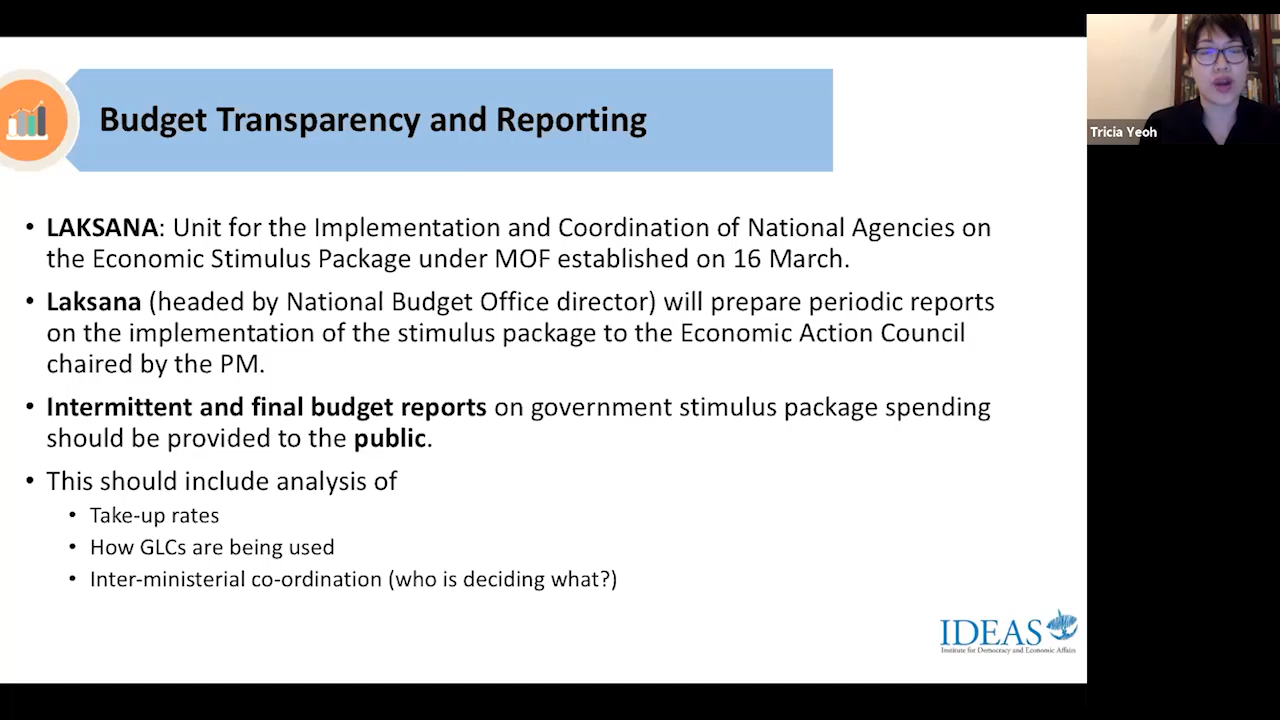 Budget Transparency and Reporting
Tricia Yeoh
• LAKSANA: Unit for the Implementation and Coordination of National Agencies on
the Economic Stimulus Package under MOF established on 16 March.
• Laksana (headed by National Budget Office director) will prepare periodic reports
on the implementation of the stimulus package to the Economic Action Council
chaired by the PM.
• Intermittent and final budget reports on government stimulus package spending
should be provided to the public.
• This should include analysis of
• Take-up rates
• How GLCs are being used
• Inter-ministerial co-ordination (who is deciding what?)
IDEAS
Institute for Democracy and Economic Affairs